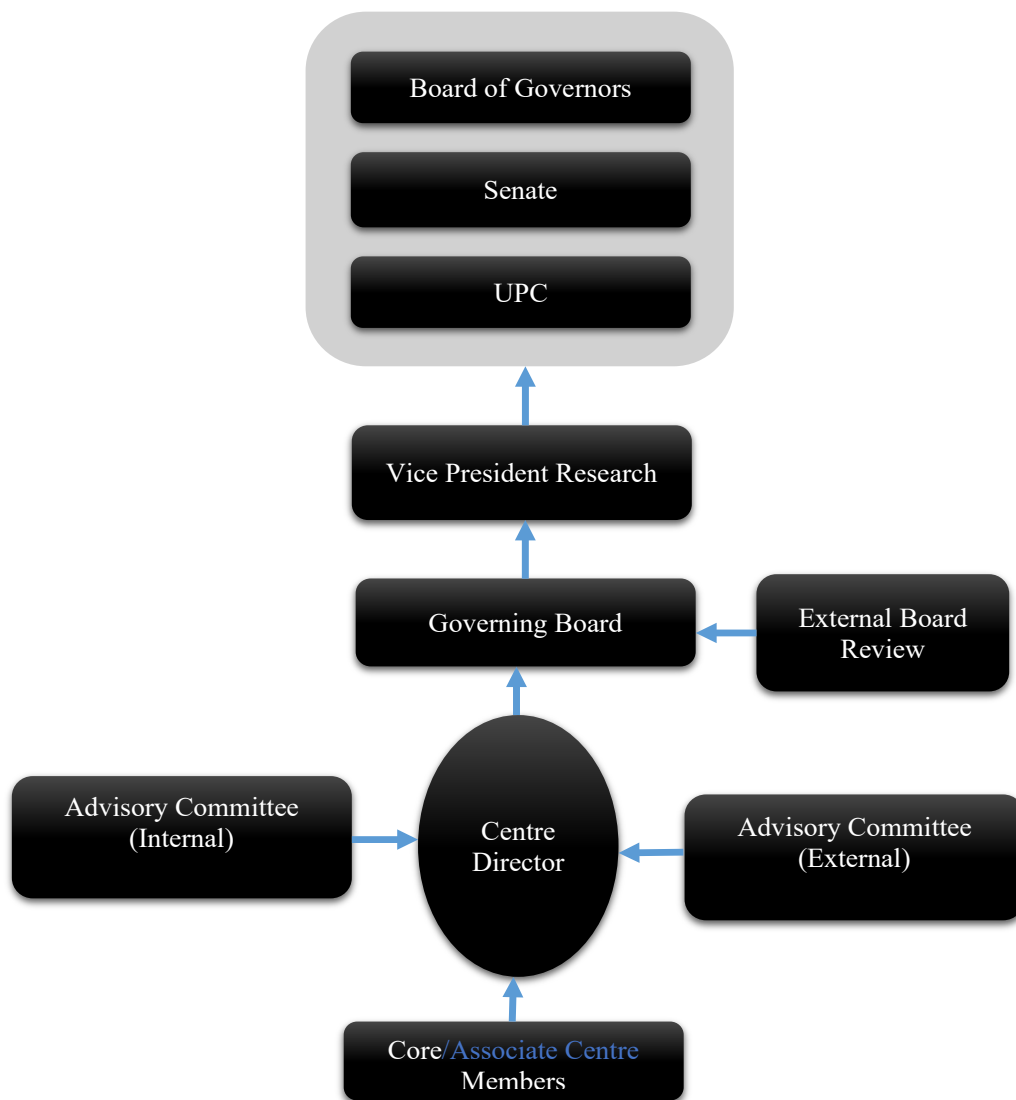 Board of Governors
Senate
UPC
Vice President Research
Governing Board
External Board
Review
Advisory Committee
(Internal)
Centre
Director
Advisory Committee
(External)
Core/Associate Centre
Members